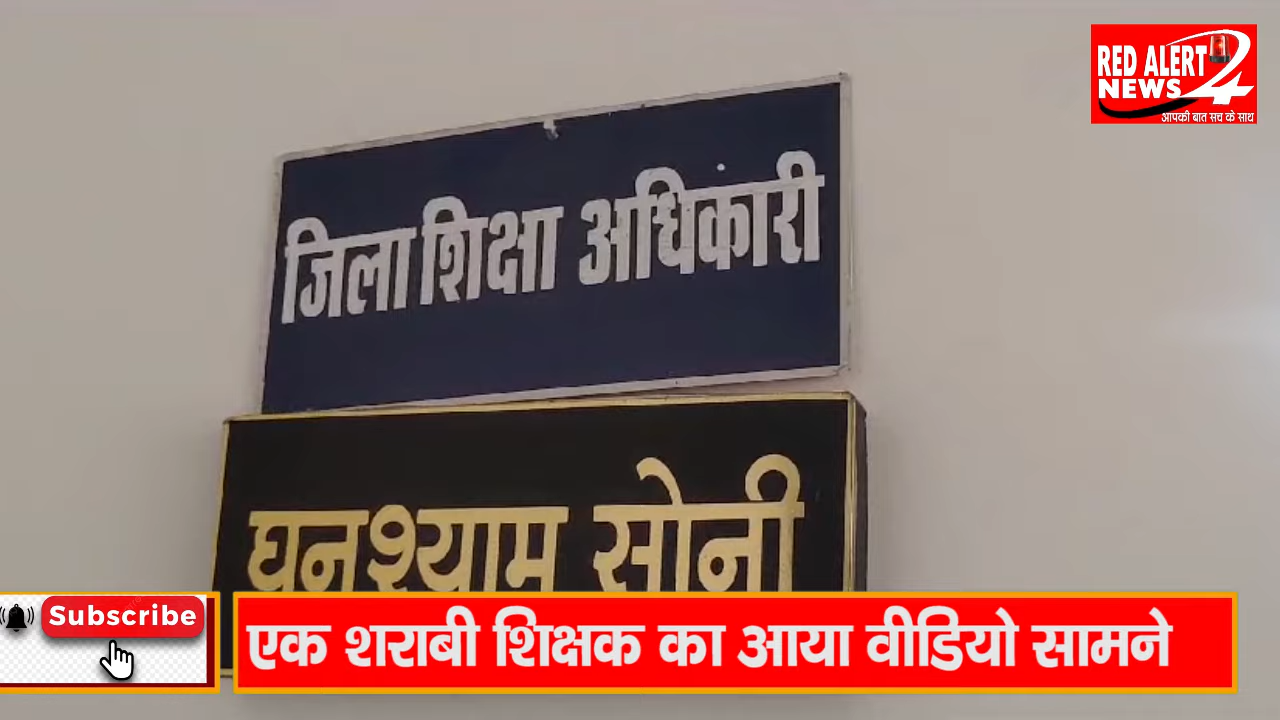 RED ALERT
NEWS 24
आपकी बात सच के साथ
जिला शिक्षा अधिकारी
घनश्याम सोनी
Subscribe
एक शराबी शिक्षक का आया वीडियो सामने